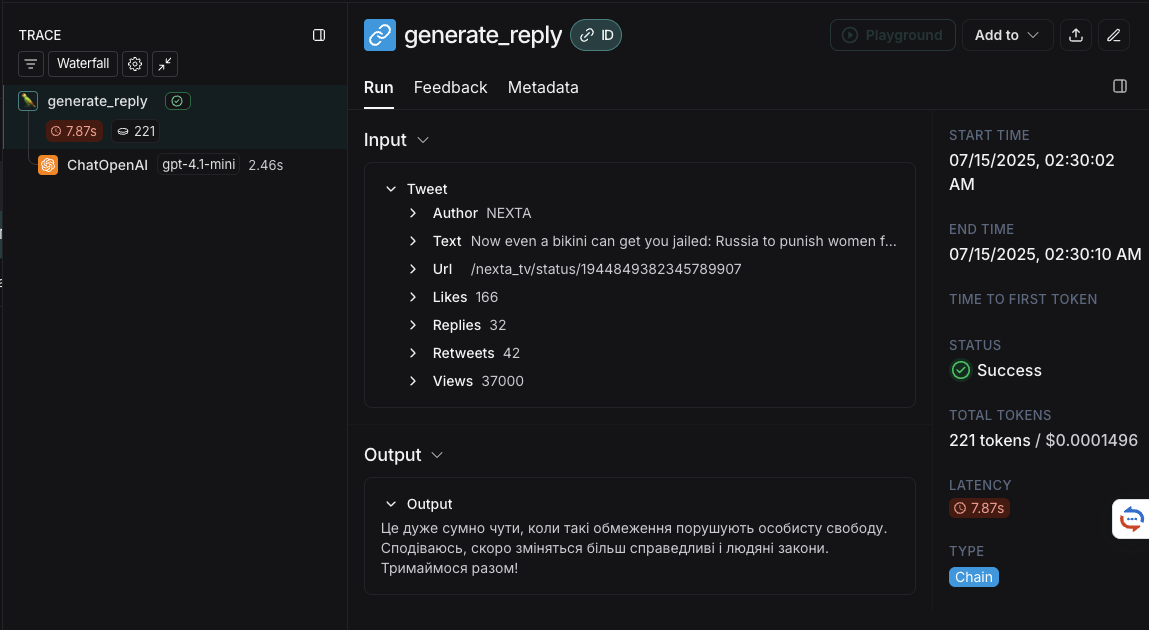 TRACE
Waterfall
generate_reply
7.87s
221
ChatOpenAI gpt-4.1-mini 2.46s
generate_reply
ID
Playground
Add to
Run Feedback Metadata
Input
Tweet
Author NEXTA
Text Now even a bikini can get you jailed: Russia to punish women f...
Url /nexta_tv/status/1944849382345789907
Likes 166
Replies 32
Retweets 42
Views 37000
Output
Output
Це дуже сумно чути, коли такі обмеження порушують особисту свободу.
Сподіваюсь, скоро зміняться більш справедливі і людяні закони.
Тримаймося разом!
START TIME
07/15/2025, 02:30:02
AM
END TIME
07/15/2025, 02:30:10 AM
TIME TO FIRST TOKEN
STATUS
Success
TOTAL TOKENS
221 tokens / $0.0001496
LATENCY
7.87s
TYPE
Chain